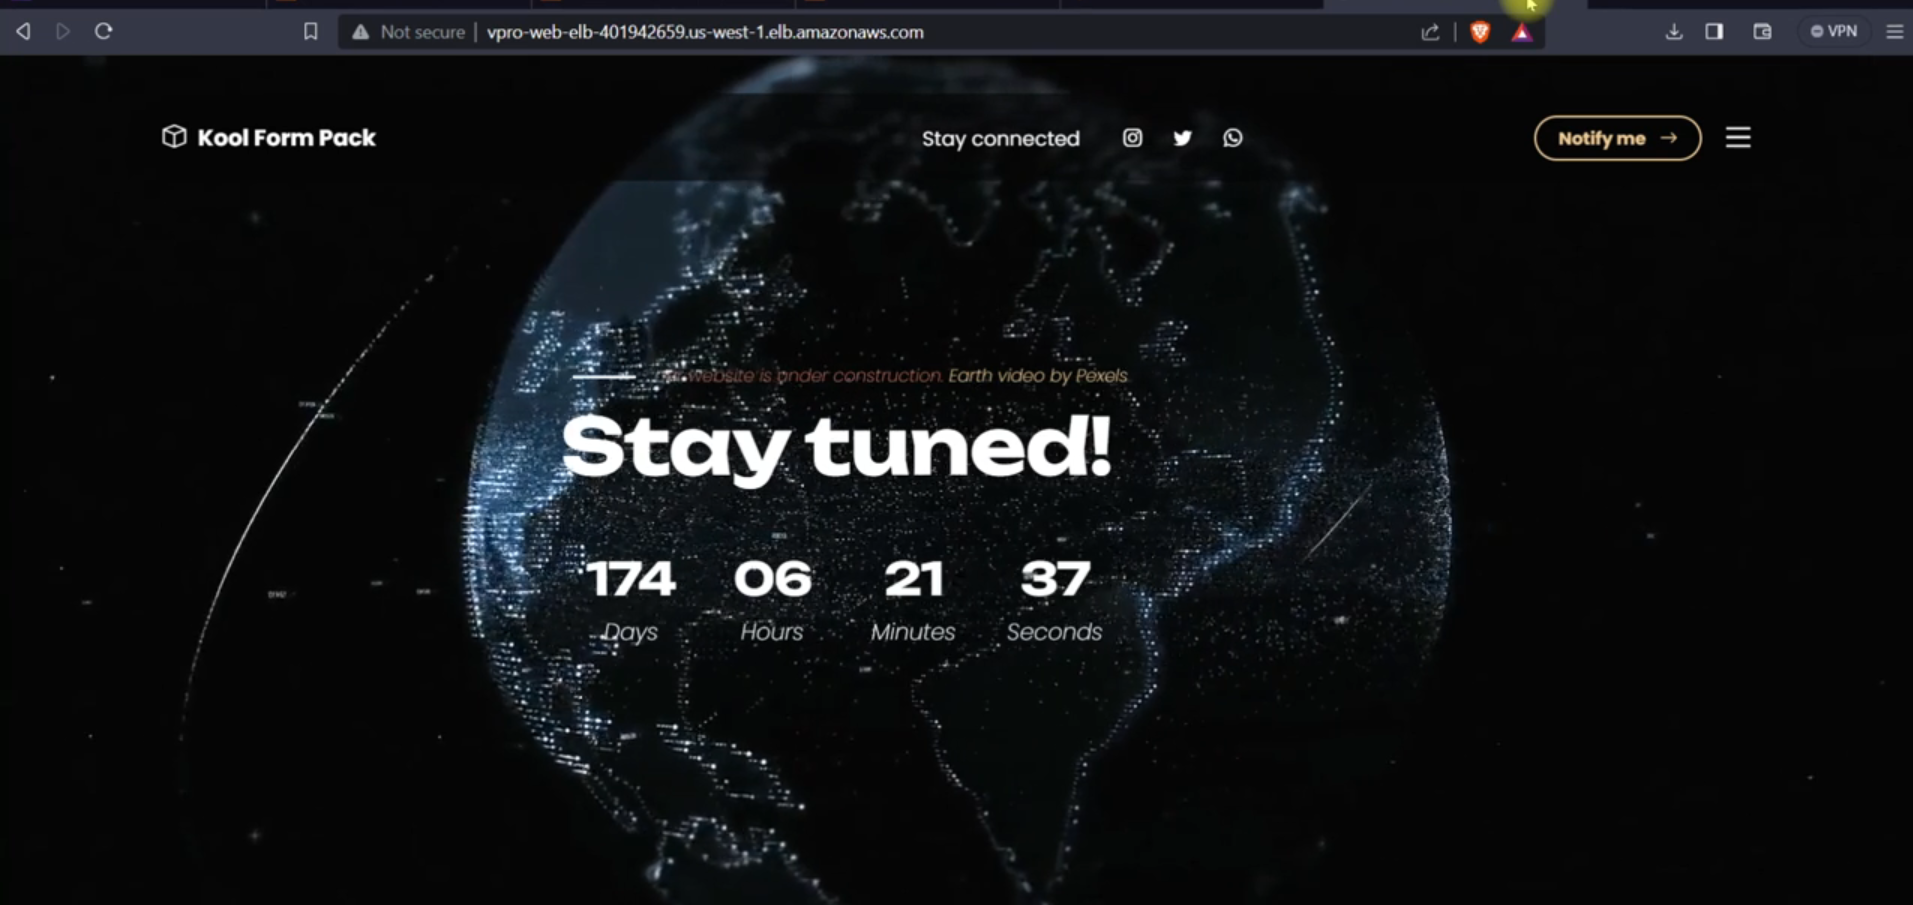 Not secure vpro-web-elb-401942659.us-west-1.elb.amazonaws.com VPN
Kool Form Pack Stay connected Notify me →
website is under construction. Earth video by Pexels
Stay tuned!
174 06 21 37
Days Hours Minutes Seconds